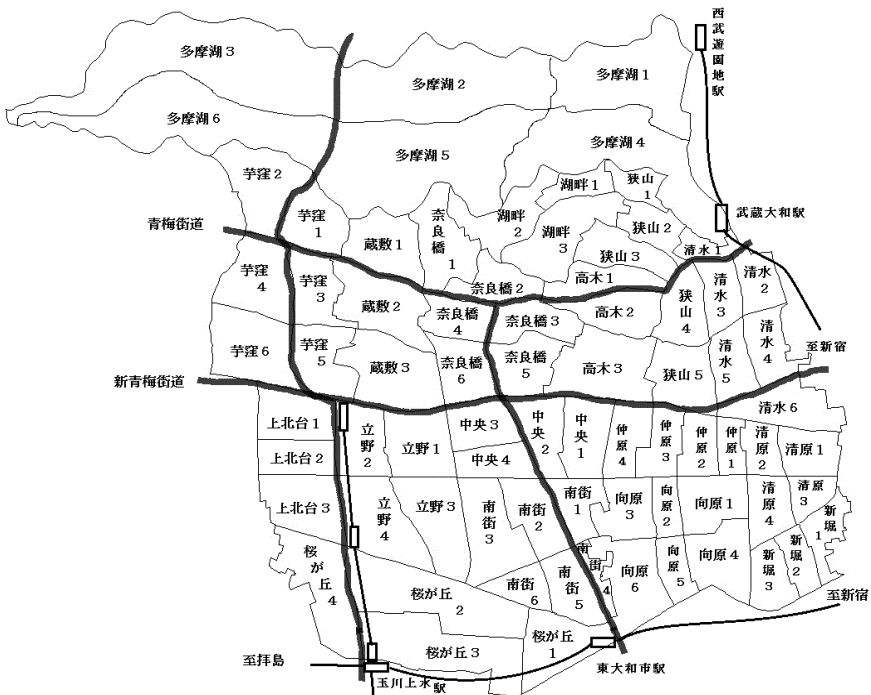 西武遊園地駅
多摩湖3
多摩湖2
多摩湖1
多摩湖6
多摩湖5
多摩湖4
芋窪2
湖畔1
狭山1
武蔵大和駅
青梅街道
芋窪1
蔵敷1
奈良橋1
湖畔2
湖畔3
狭山2
清水1
狭山3
芋窪4
芋窪3
奈良橋2
高木1
清水3
清水2
蔵敷2
奈良橋4
奈良橋3
高木2
狭山4
芋窪6
芋窪5
蔵敷3
奈良橋6
奈良橋5
高木3
狭山5
清水5
清水4
至新宿
新青梅街道
清水6
上北台1
立野2
立野1
中央3
中央2
中央1
仲原4
仲原3
仲原2
仲原1
清原2
清原1
上北台2
中央4
上北台3
立野4
立野3
南街3
南街2
南街1
向原3
向原2
向原1
清原4
清原3
新堀1
桜が丘4
南街4
南街6
南街5
向原6
向原5
向原4
新堀3
新堀2
桜が丘2
至新宿
桜が丘3
桜が丘1
至拝島
東大和市駅
玉川上水駅